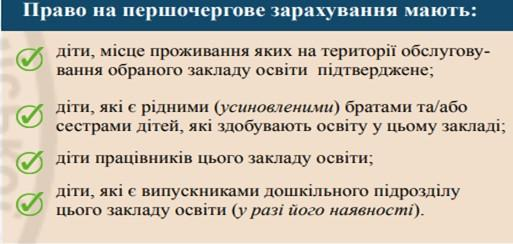 Право на першочергове зарахування мають:
діти, місце проживання яких на території обслугову-
вання обраного закладу освіти підтверджене;
діти, які є рідними (усиновленими) братами та/або
сестрами дітей, які здобувають освіту у цьому закладі;
діти працівників цього закладу освіти;
діти, які є випускниками дошкільного підрозділу
цього закладу освіти (у разі його наявності).